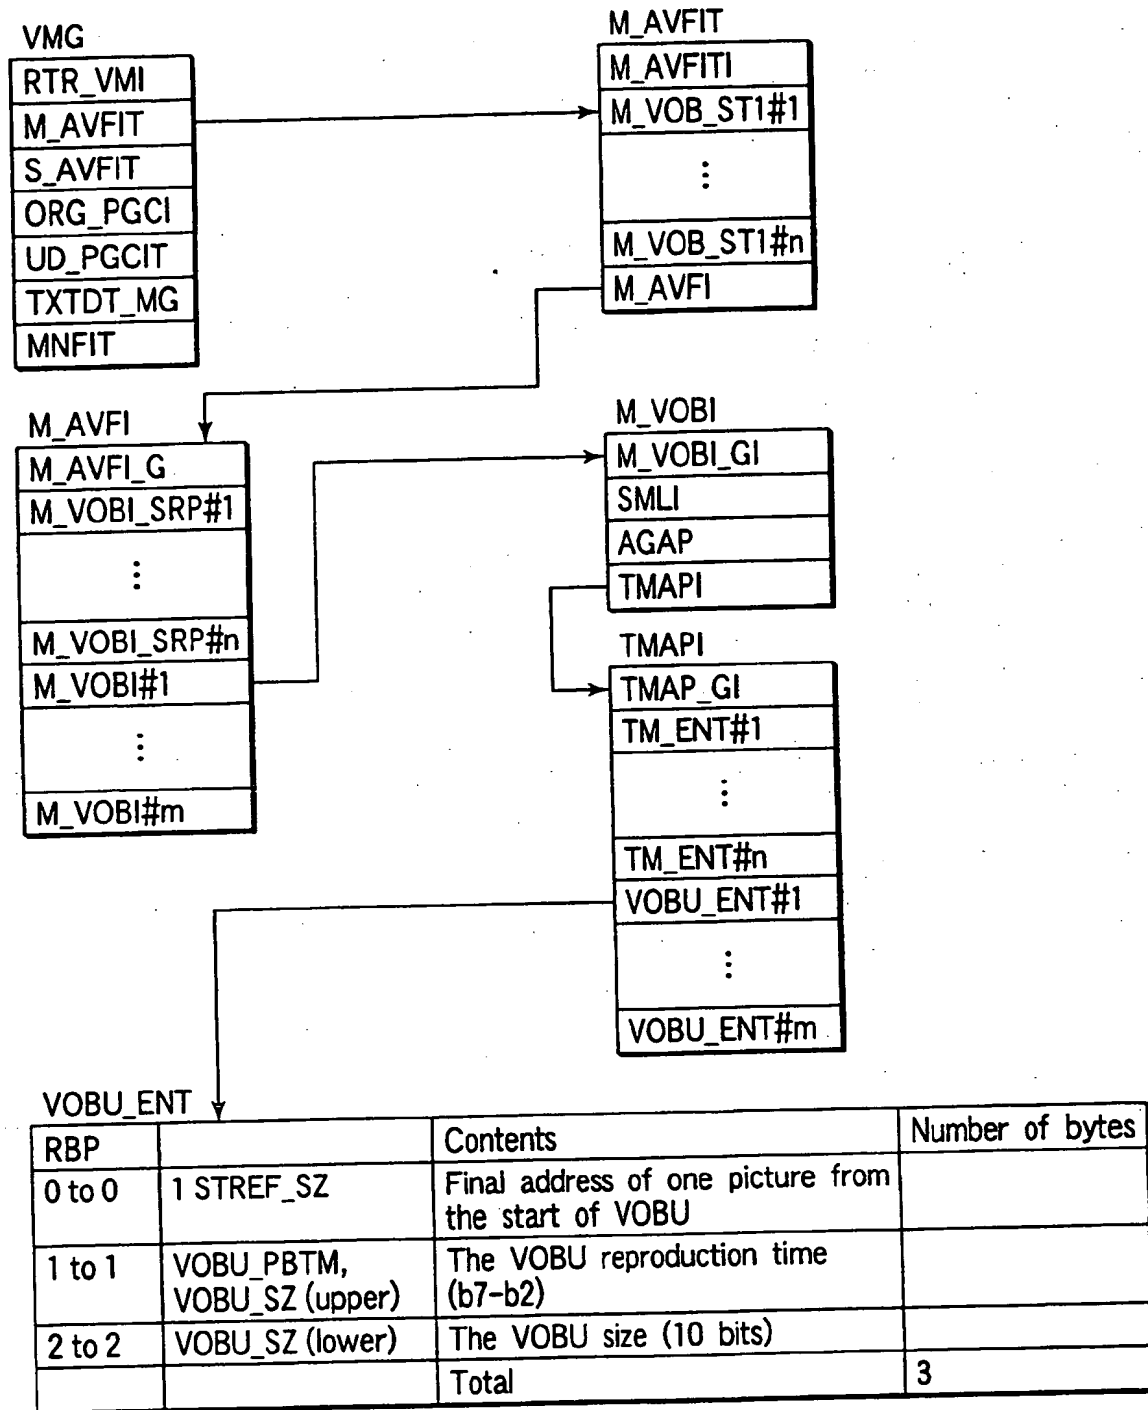 VMG
RTR_VMI
M_AVFIT
S_AVFIT
ORG_PGCI
UD_PGCIT
TXTDT_MG
MNFIT
M_AVFIT
M_AVFITI
M_VOB_ST1#1
⋮
M_VOB_ST1#n
M_AVFI
M_AVFI
M_AVFI_G
M_VOBI_SRP#1
⋮
M_VOBI_SRP#n
M_VOBI#1
⋮
M_VOBI#m
M_VOBI
M_VOBI_GI
SMLI
AGAP
TMAPI
TMAPI
TMAP_GI
TM_ENT#1
⋮
TM_ENT#n
VOBU_ENT#1
⋮
VOBU_ENT#m
VOBU_ENT
RBP Contents Number of bytes
0 to 0 1 STREF_SZ Final address of one picture from
the start of VOBU
1 to 1 VOBU_PBTM, The VOBU reproduction time
VOBU_SZ (upper) (b7-b2)
2 to 2 VOBU_SZ (lower) The VOBU size (10 bits)
Total 3